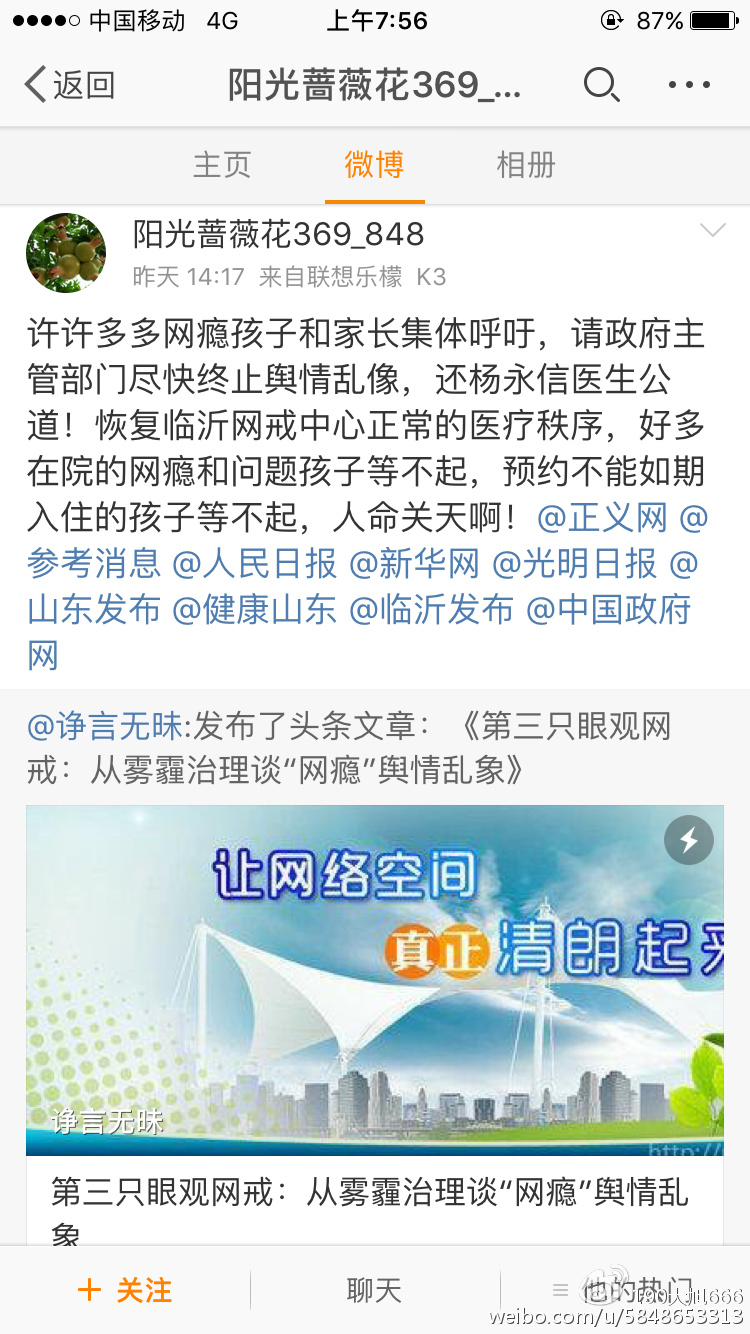 中国移动 4G 上午7:56 87%
返回 阳光蔷薇花369_...
主页 微博 相册
阳光蔷薇花369_848
昨天 14:17 来自联想乐檬 K3
许许多多网瘾孩子和家长集体呼吁，请政府主
管部门尽快终止舆情乱像，还杨永信医生公
道！恢复临沂网戒中心正常的医疗秩序，好多
在院的网瘾和问题孩子等不起，预约不能如期
入住的孩子等不起，人命关天啊！@正义网 @
参考消息 @人民日报 @新华网 @光明日报 @
山东发布 @健康山东 @临沂发布 @中国政府
网
@诤言无昧:发布了头条文章：《第三只眼观网
戒：从雾霾治理谈“网瘾”舆情乱象》
让网络空间
真正清朗起来
诤言无昧
http://
第三只眼观网戒：从雾霾治理谈“网瘾”舆情乱
象
+ 关注 聊天 他的热门
weibo.com/u/5848653313